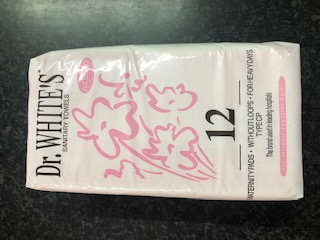 Dr. WHITE'S
SANITARY TOWELS
12
MATERNITY PADS • WITHOUT LOOPS • FOR HEAVY DAYS
TYPE CP
The brand used in leading hospitals